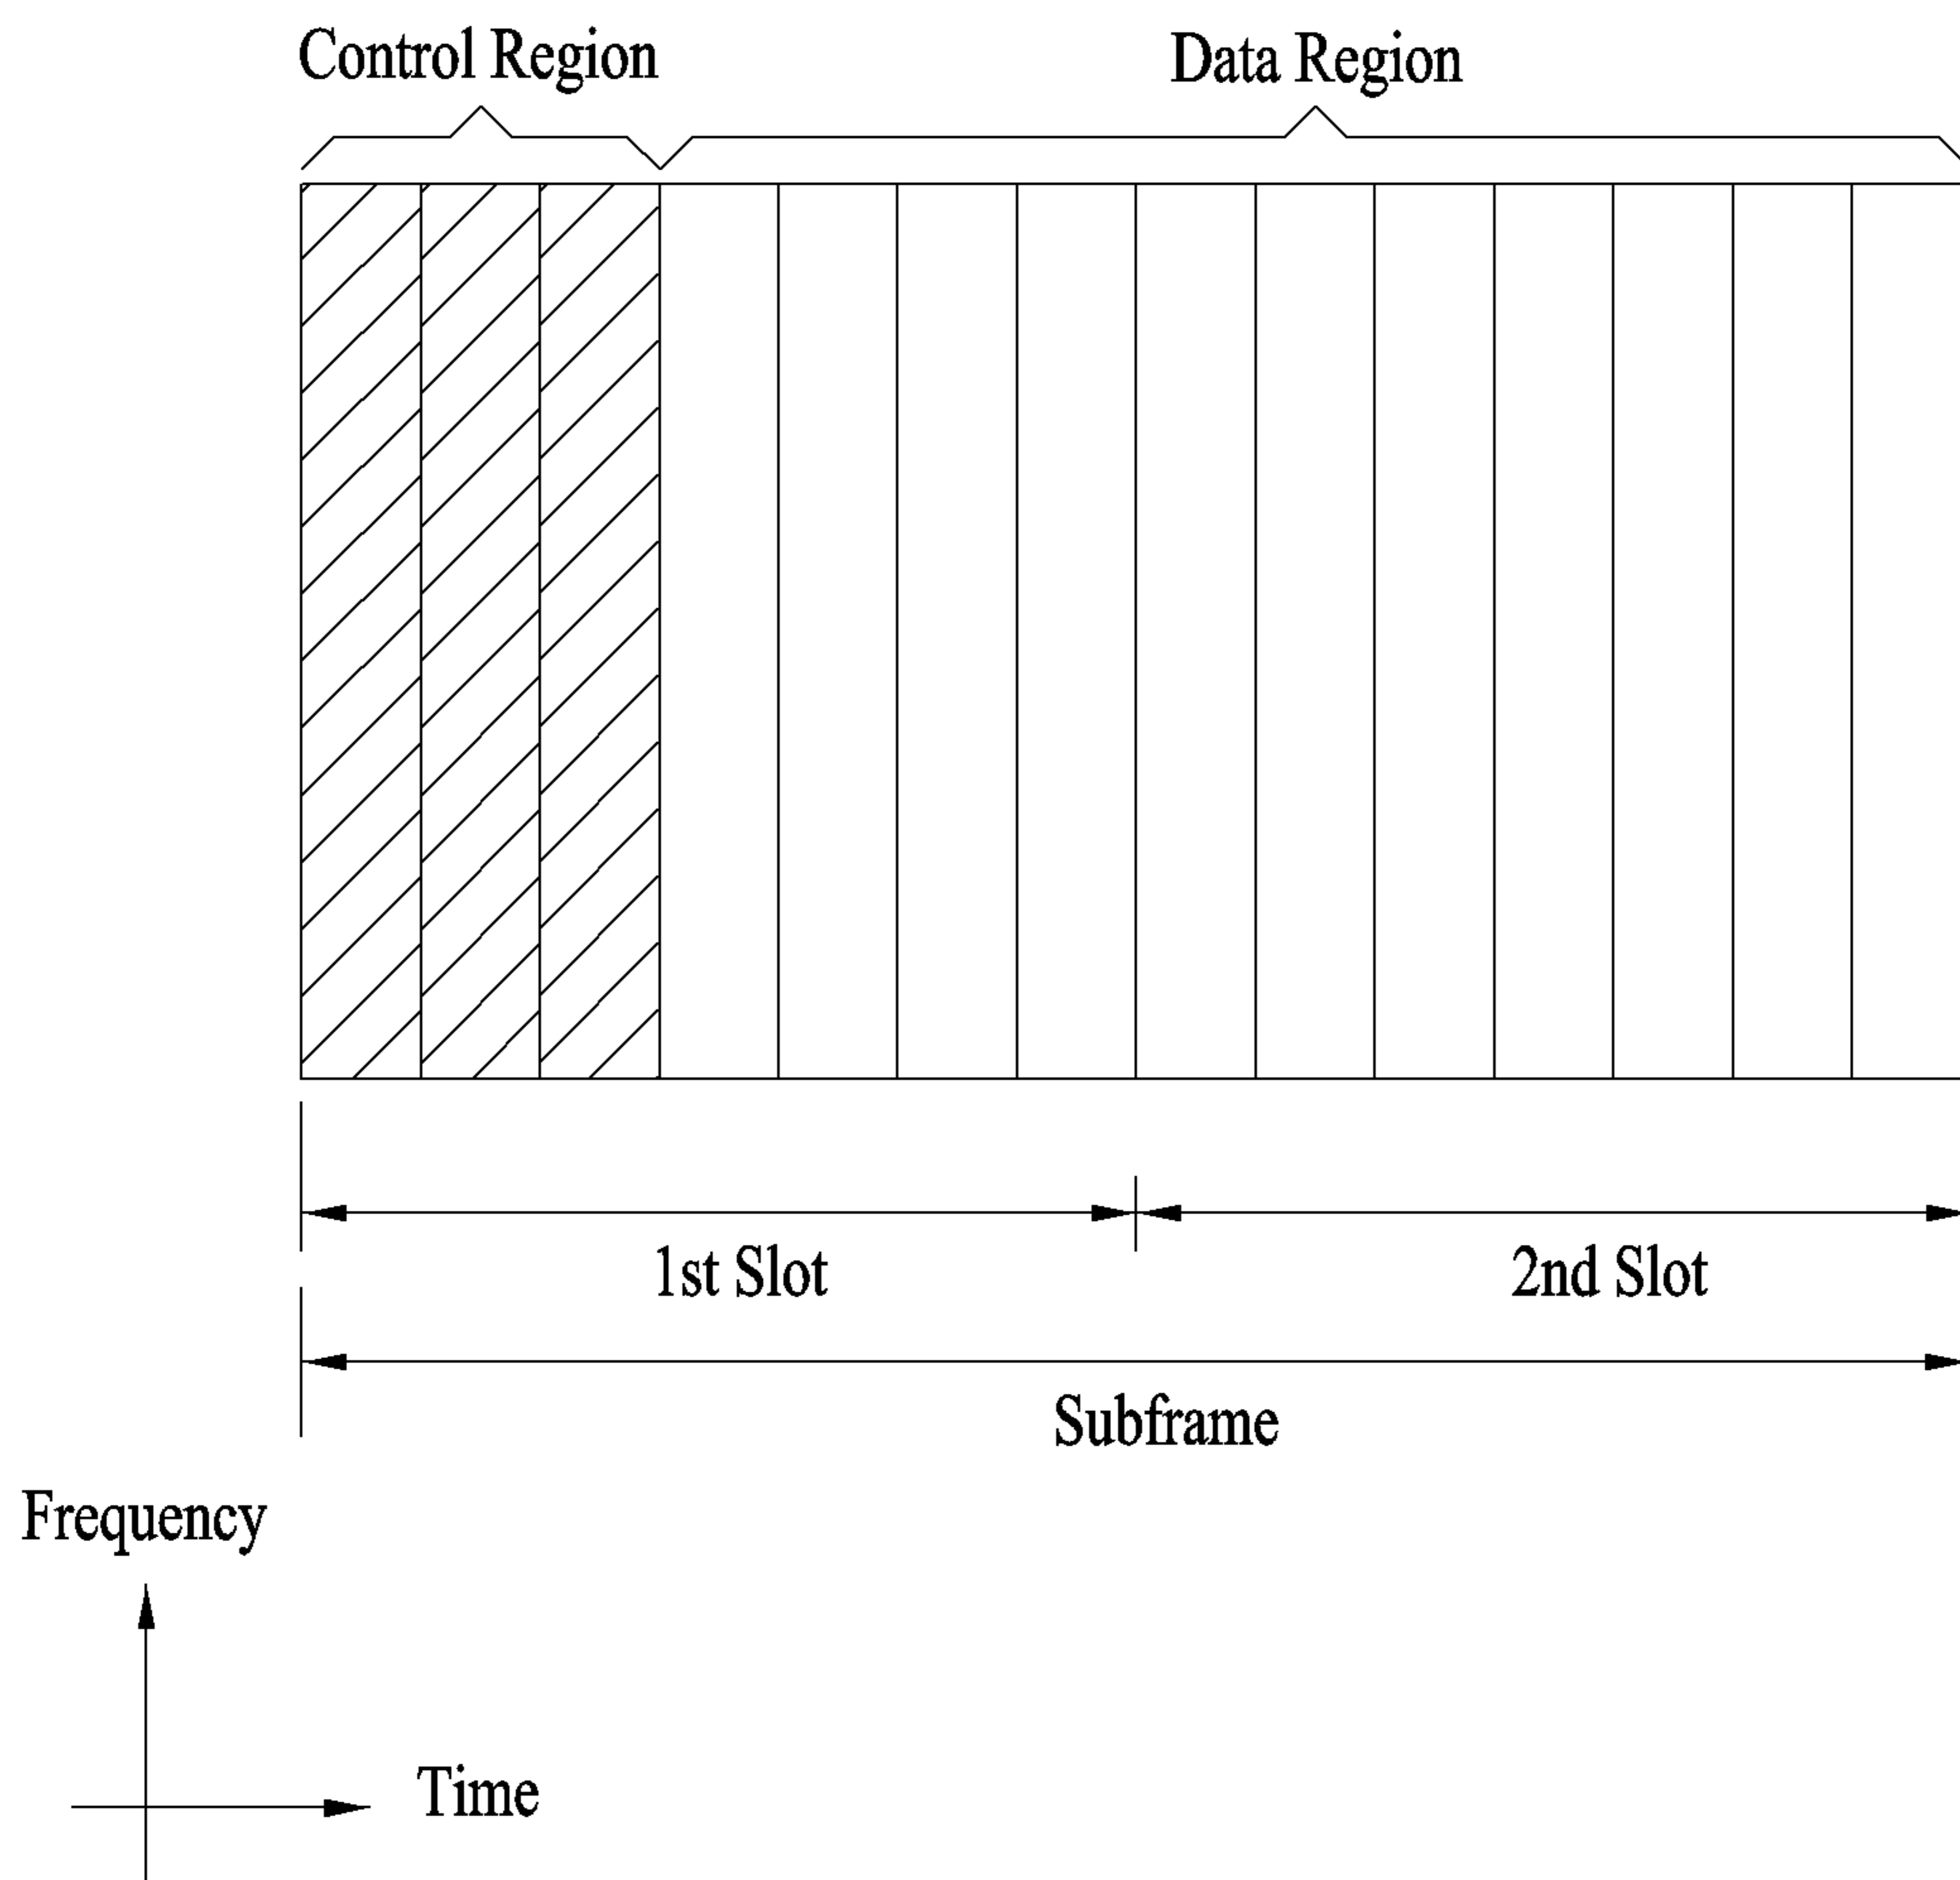 Control Region
Data Region
1st Slot
2nd Slot
Subframe
Frequency
Time